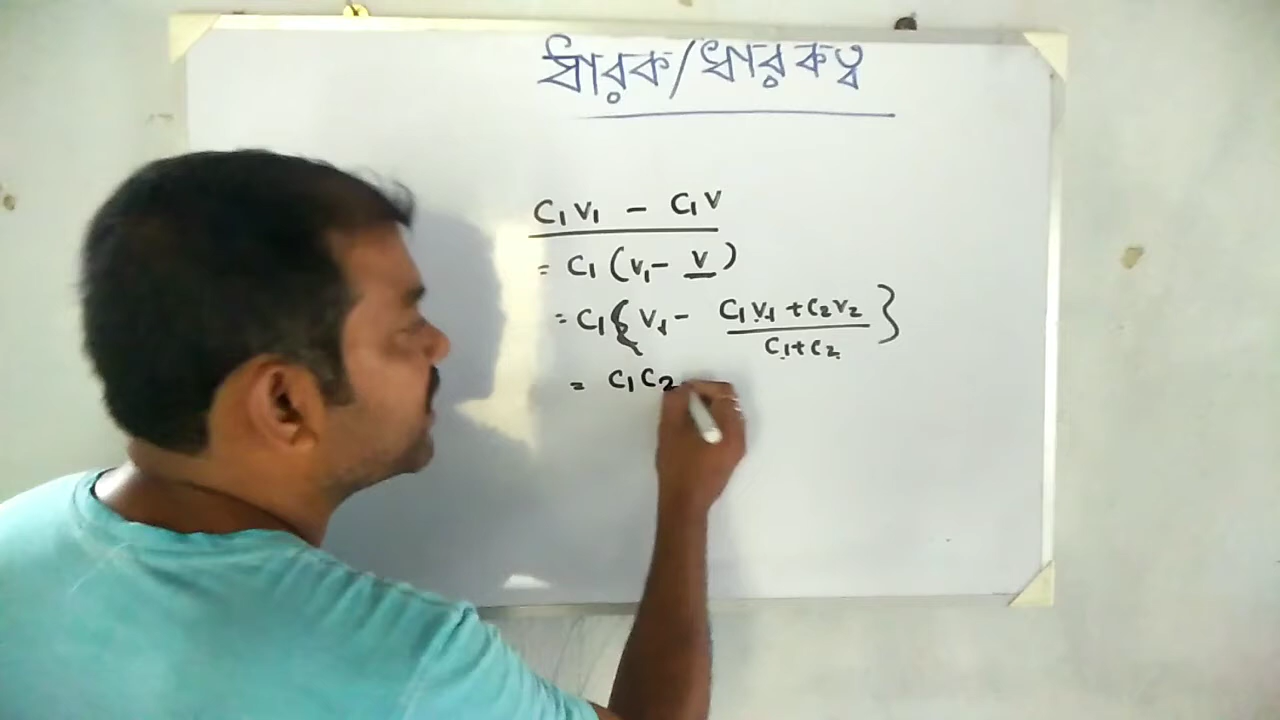 ধারক/ধারকত্ব
C₁V₁ - C₁V
= C₁(V₁- V)
= C₁{V₁- (C₁V₁+C₂V₂)/(C₁+C₂)}
= C₁C₂